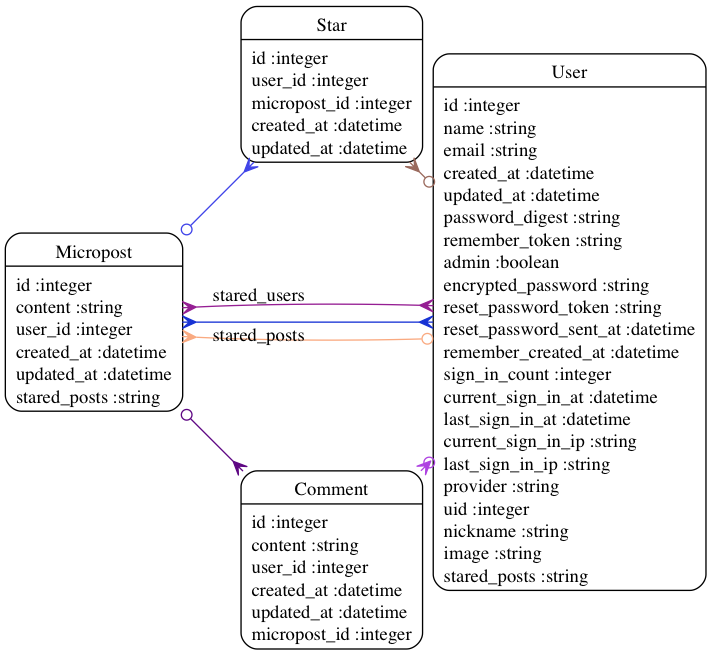 Star
id :integer
user_id :integer
micropost_id :integer
created_at :datetime
updated_at :datetime
User
id :integer
name :string
email :string
created_at :datetime
updated_at :datetime
password_digest :string
remember_token :string
admin :boolean
encrypted_password :string
reset_password_token :string
reset_password_sent_at :datetime
remember_created_at :datetime
sign_in_count :integer
current_sign_in_at :datetime
last_sign_in_at :datetime
current_sign_in_ip :string
last_sign_in_ip :string
provider :string
uid :integer
nickname :string
image :string
stared_posts :string
Micropost
id :integer
content :string
user_id :integer
created_at :datetime
updated_at :datetime
stared_posts :string
stared_users
stared_posts
Comment
id :integer
content :string
user_id :integer
created_at :datetime
updated_at :datetime
micropost_id :integer